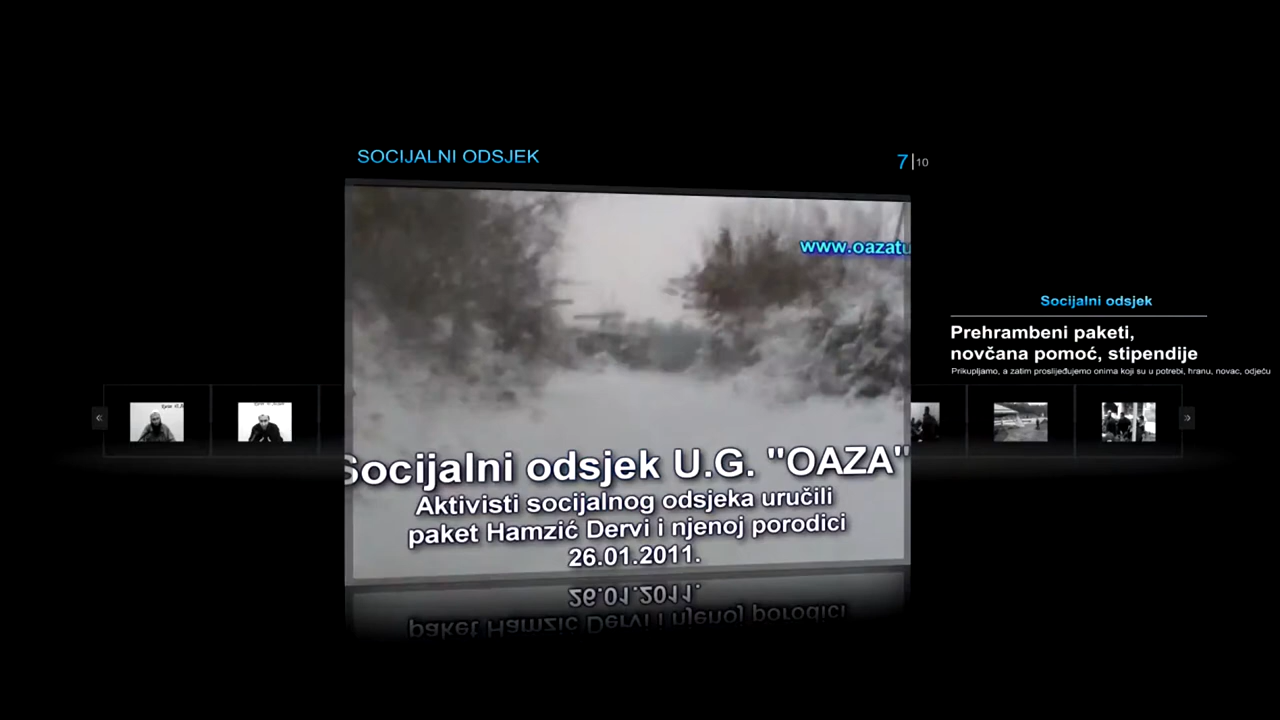 SOCIJALNI ODSJEK
7|10
www.oazatu
Socijalni odsjek
Prehrambeni paketi,
novčana pomoć, stipendije
Prikupljamo, a zatim proslijeđujemo onima koji su u potrebi, hranu, novac, odjeću
Socijalni odsjek U.G. "OAZA"
Aktivisti socijalnog odsjeka uručili
paket Hamzić Dervi i njenoj porodici
26.01.2011.